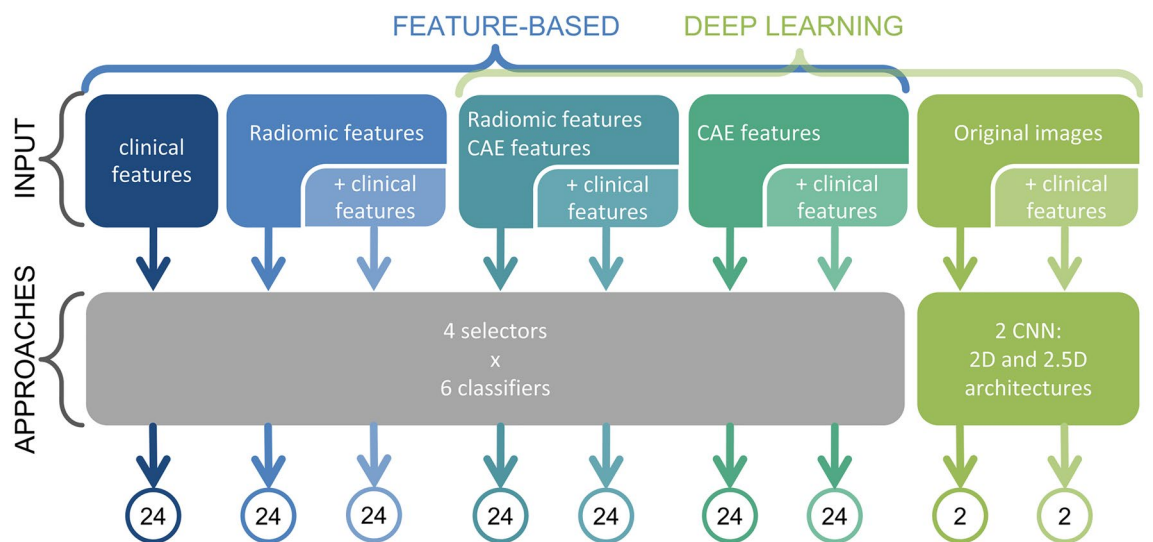 FEATURE-BASED
DEEP LEARNING
INPUT
clinical
features
Radiomic features
+ clinical
features
Radiomic features
CAE features
+ clinical
features
CAE features
+ clinical
features
Original images
+ clinical
features
APPROACHES
4 selectors
x
6 classifiers
2 CNN:
2D and 2.5D
architectures
24
24
24
24
24
24
24
2
2